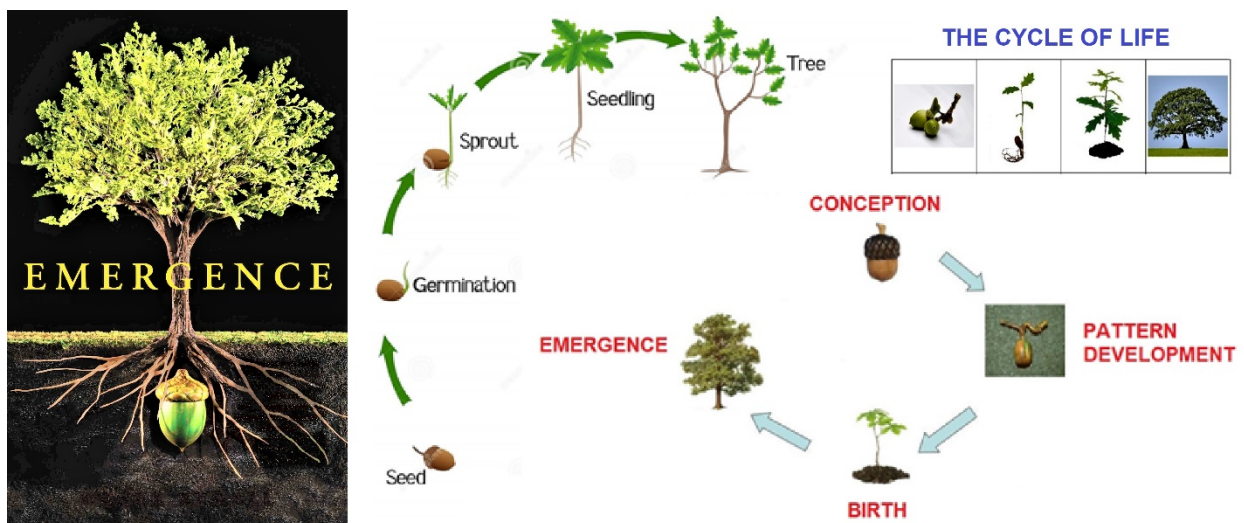 EMERGENCE
Seed
Germination
Sprout
Seedling
Tree
THE CYCLE OF LIFE
CONCEPTION
PATTERN
DEVELOPMENT
BIRTH
EMERGENCE